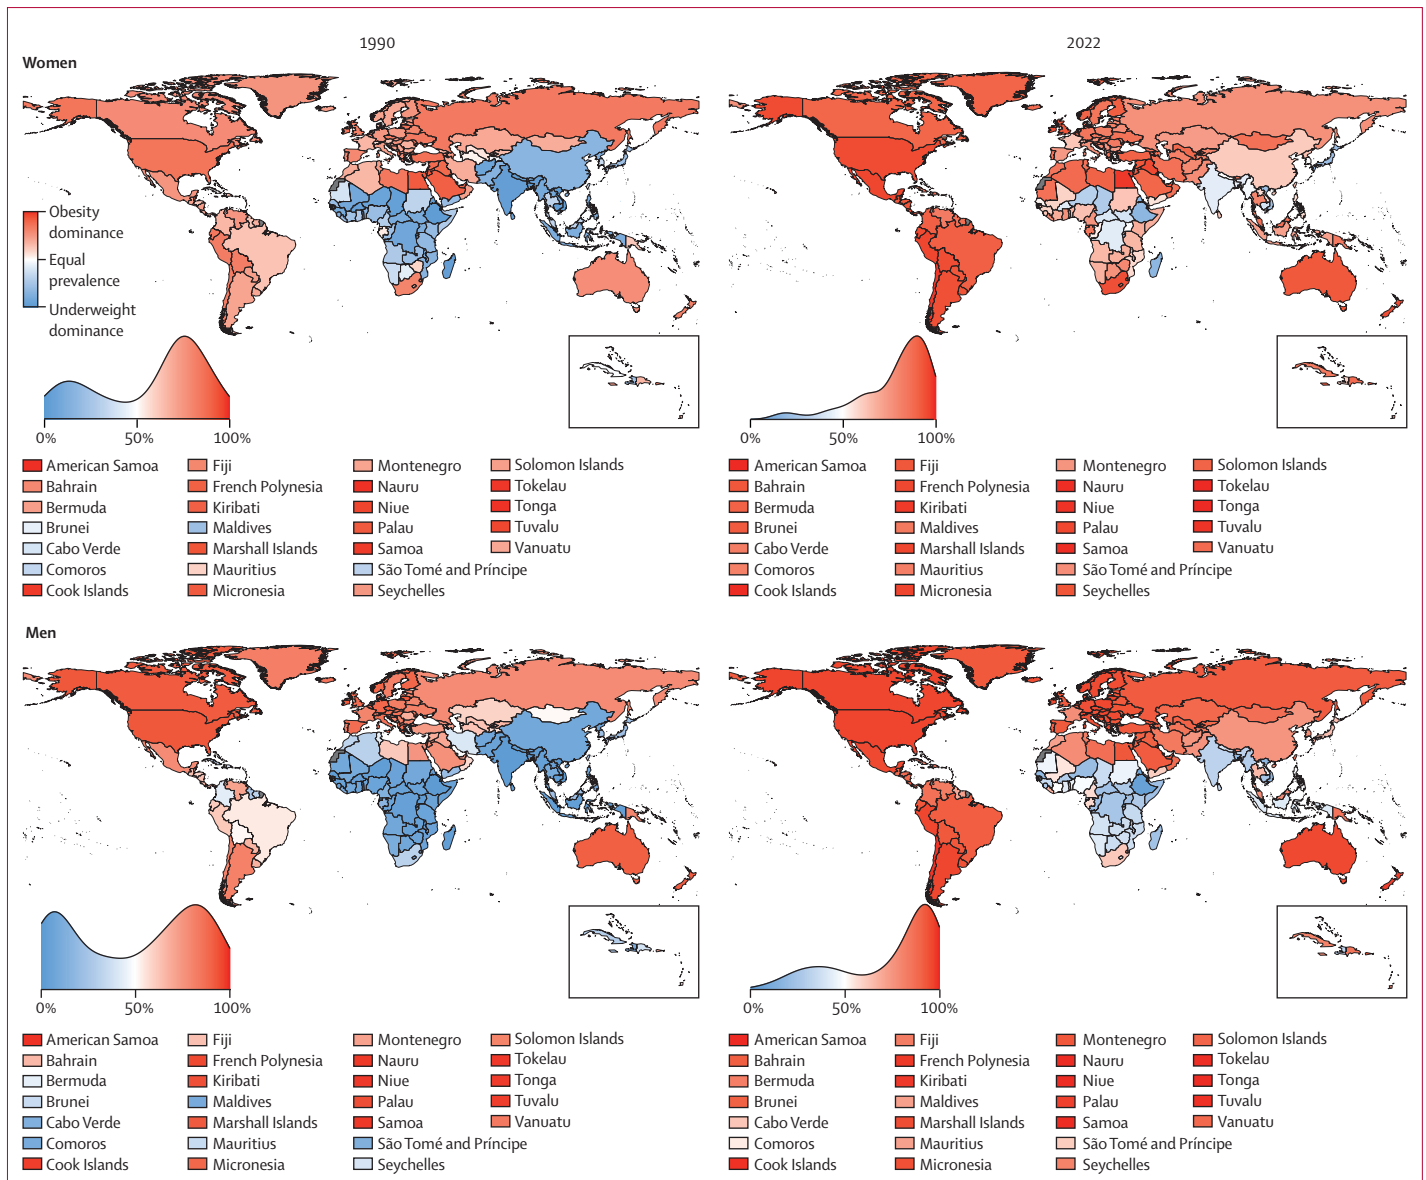 1990
2022
Women
Obesity
dominance
Equal
prevalence
Underweight
dominance
0%
50%
100%
0%
50%
100%
American Samoa
Bahrain
Bermuda
Brunei
Cabo Verde
Comoros
Cook Islands
Fiji
French Polynesia
Kiribati
Maldives
Marshall Islands
Mauritius
Micronesia
Montenegro
Nauru
Niue
Palau
Samoa
São Tomé and Príncipe
Seychelles
Solomon Islands
Tokelau
Tonga
Tuvalu
Vanuatu
American Samoa
Bahrain
Bermuda
Brunei
Cabo Verde
Comoros
Cook Islands
Fiji
French Polynesia
Kiribati
Maldives
Marshall Islands
Mauritius
Micronesia
Montenegro
Nauru
Niue
Palau
Samoa
São Tomé and Príncipe
Seychelles
Solomon Islands
Tokelau
Tonga
Tuvalu
Vanuatu
Men
0%
50%
100%
0%
50%
100%
American Samoa
Bahrain
Bermuda
Brunei
Cabo Verde
Comoros
Cook Islands
Fiji
French Polynesia
Kiribati
Maldives
Marshall Islands
Mauritius
Micronesia
Montenegro
Nauru
Niue
Palau
Samoa
São Tomé and Príncipe
Seychelles
Solomon Islands
Tokelau
Tonga
Tuvalu
Vanuatu
American Samoa
Bahrain
Bermuda
Brunei
Cabo Verde
Comoros
Cook Islands
Fiji
French Polynesia
Kiribati
Maldives
Marshall Islands
Mauritius
Micronesia
Montenegro
Nauru
Niue
Palau
Samoa
São Tomé and Príncipe
Seychelles
Solomon Islands
Tokelau
Tonga
Tuvalu
Vanuatu